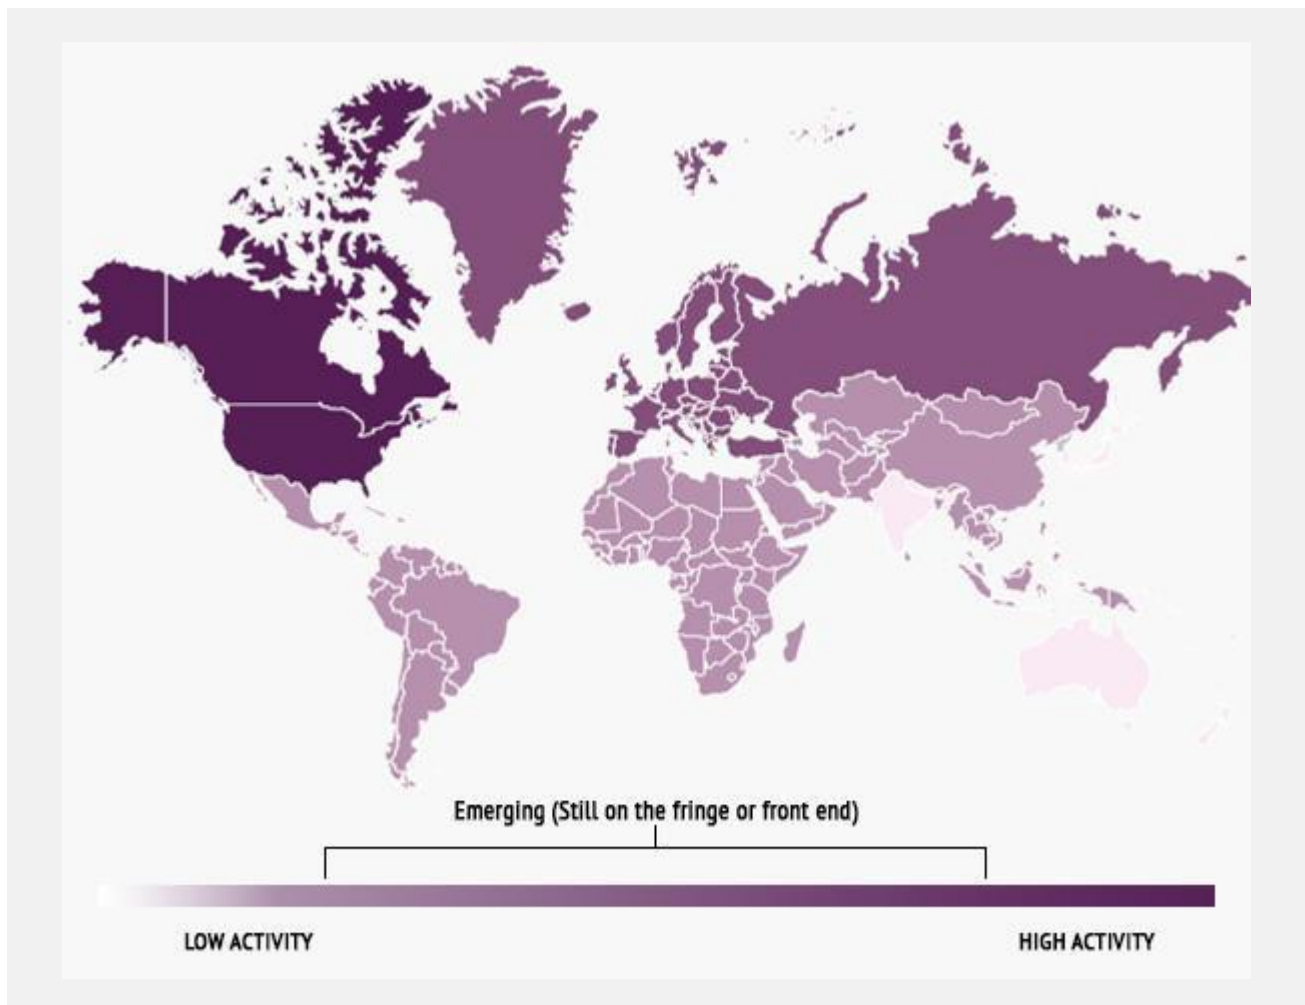 Emerging (Still on the fringe or front end)
LOW ACTIVITY
HIGH ACTIVITY